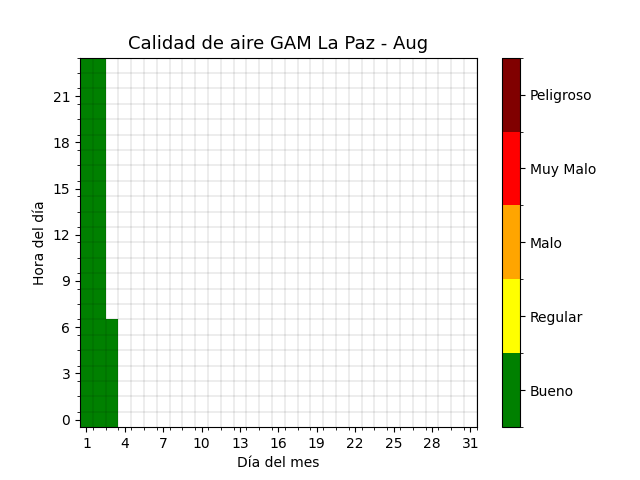 Calidad de aire GAM La Paz - Aug
Hora del día
21
18
15
12
9
6
3
0
1 4 7 10 13 16 19 22 25 28 31
Día del mes
Peligroso
Muy Malo
Malo
Regular
Bueno